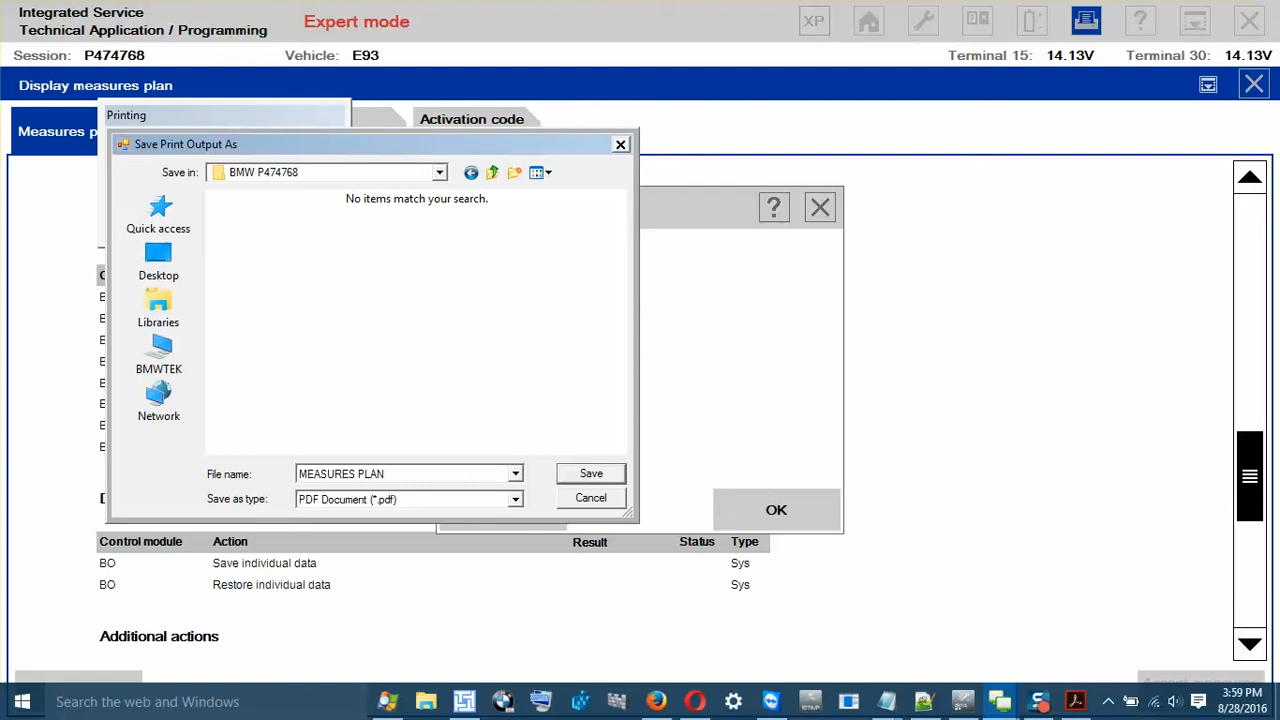 Integrated Service
Technical Application / Programming
Expert mode
XP
Session: P474768
Vehicle: E93
Terminal 15: 14.13V
Terminal 30: 14.13V
Display measures plan
Measures p
Activation code
Printing
Save Print Output As
Save in: BMW P474768
No items match your search.
Quick access
Desktop
Libraries
BMWTEK
Network
File name: MEASURES PLAN
Save
Save as type: PDF Document (*.pdf)
Cancel
OK
Control module Action Result Status Type
BO Save individual data Sys
BO Restore individual data Sys
Additional actions
Search the web and Windows
3:59 PM
8/28/2016